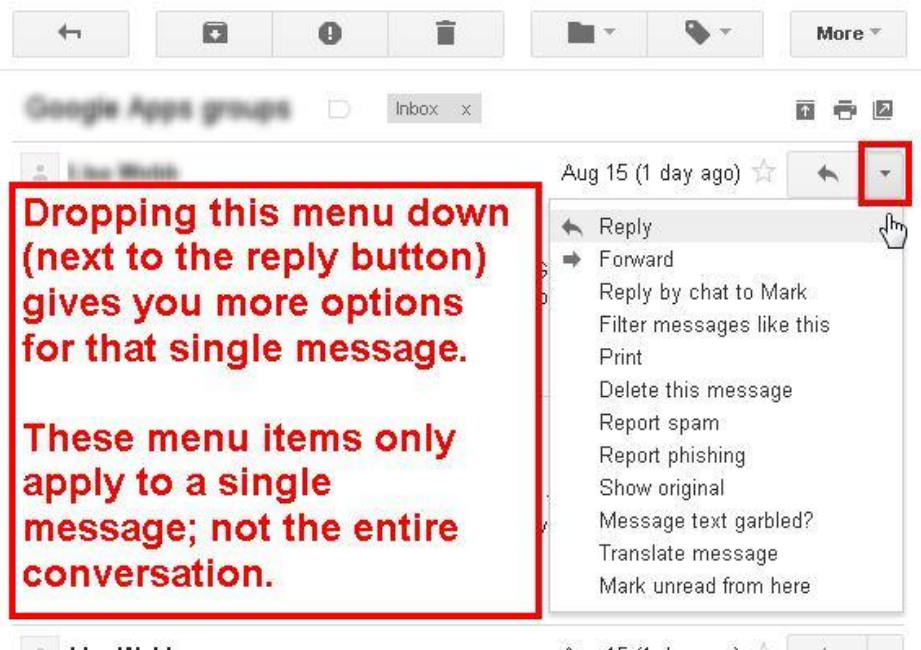 More
Inbox x
Aug 15 (1 day ago)
Dropping this menu down
(next to the reply button)
gives you more options
for that single message.
These menu items only
apply to a single
message; not the entire
conversation.
Reply
Forward
Reply by chat to Mark
Filter messages like this
Print
Delete this message
Report spam
Report phishing
Show original
Message text garbled?
Translate message
Mark unread from here